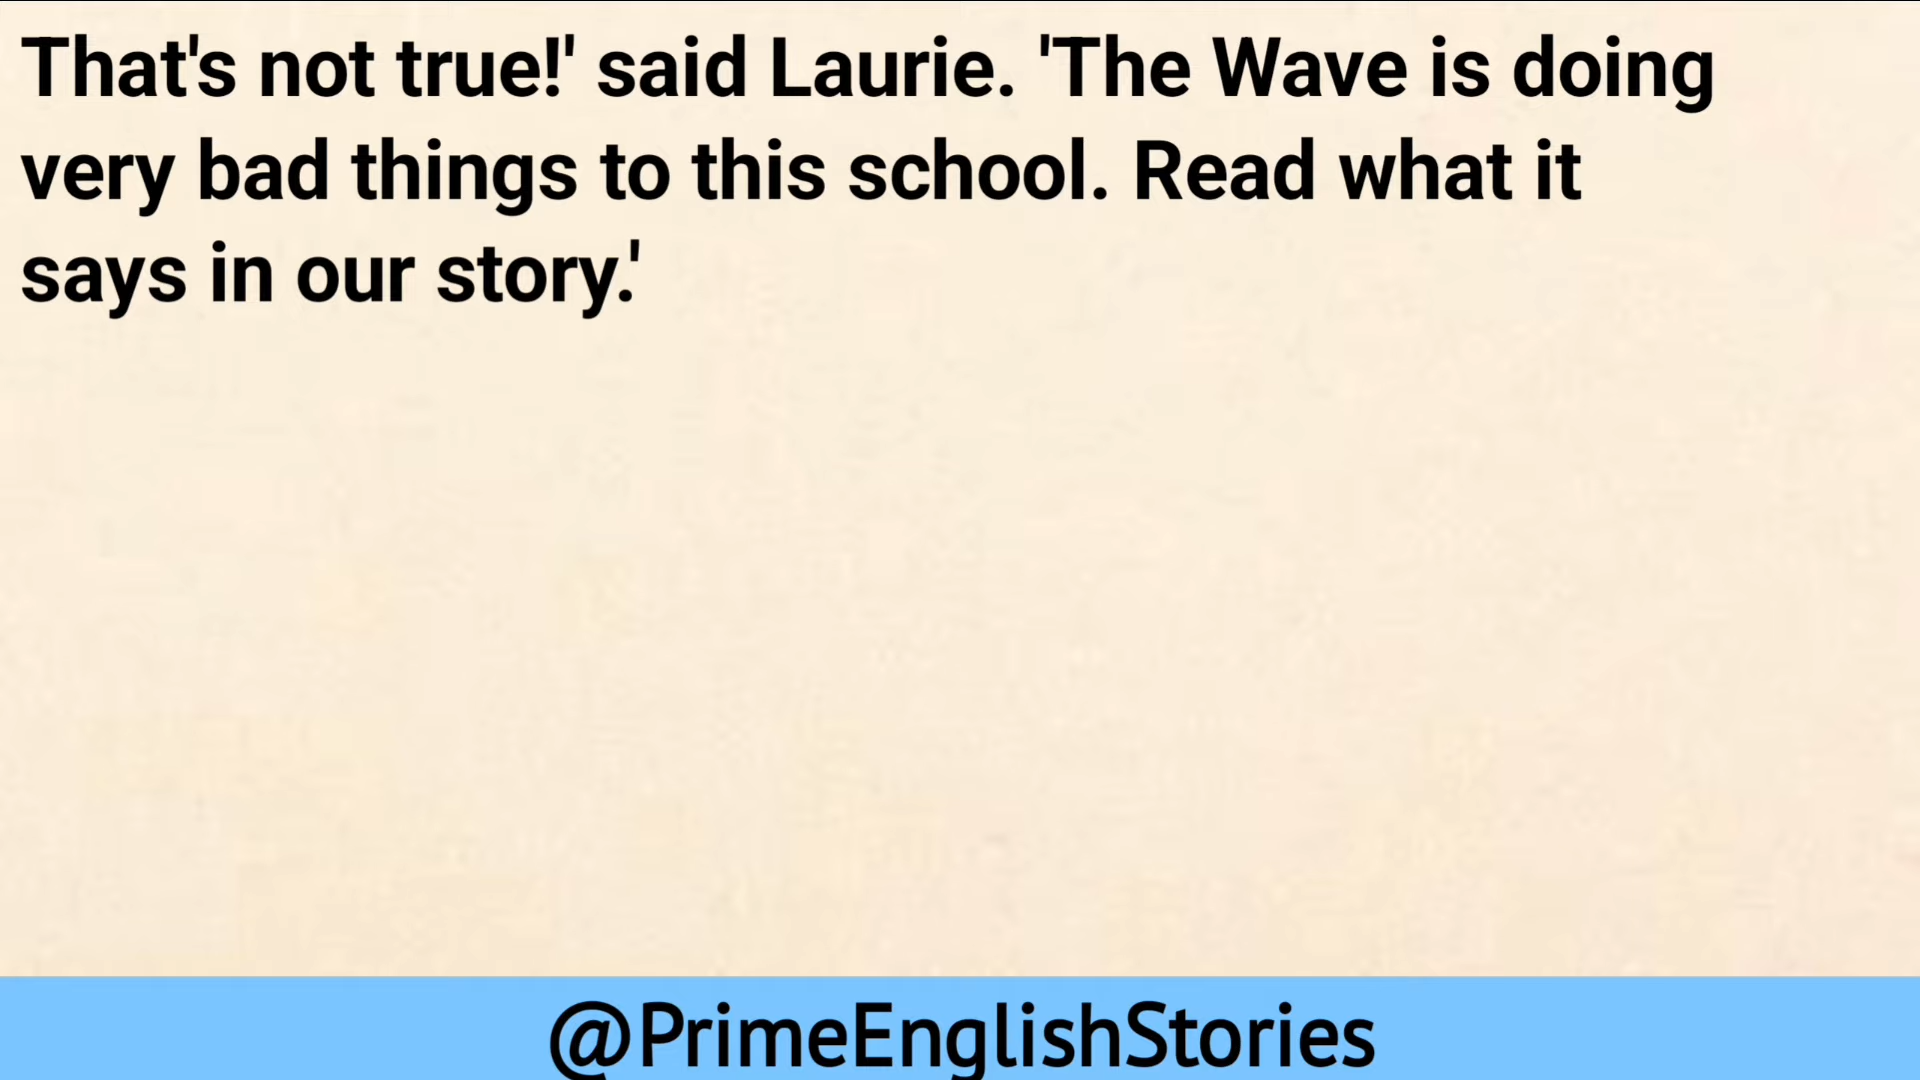 That's not true!' said Laurie. 'The Wave is doing
very bad things to this school. Read what it
says in our story.'
@PrimeEnglishStories